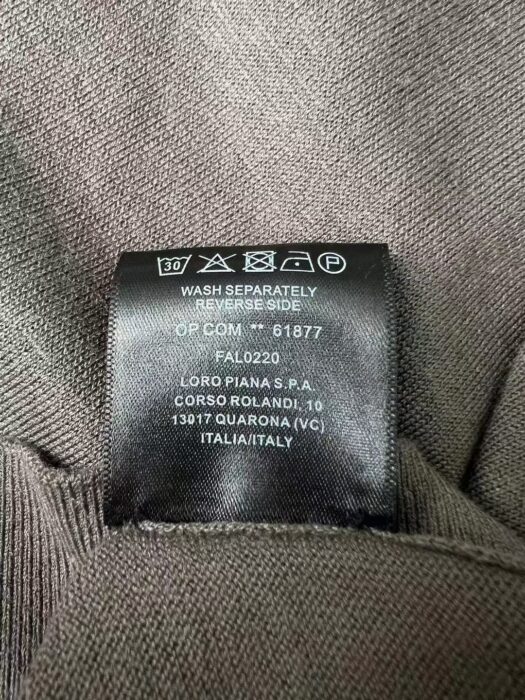 30 P
WASH SEPARATELY
REVERSE SIDE
OP COM ** 61877
FAL0220
LORO PIANA S.P.A.
CORSO ROLANDI, 10
13017 QUARONA (VC)
ITALIA/ITALY